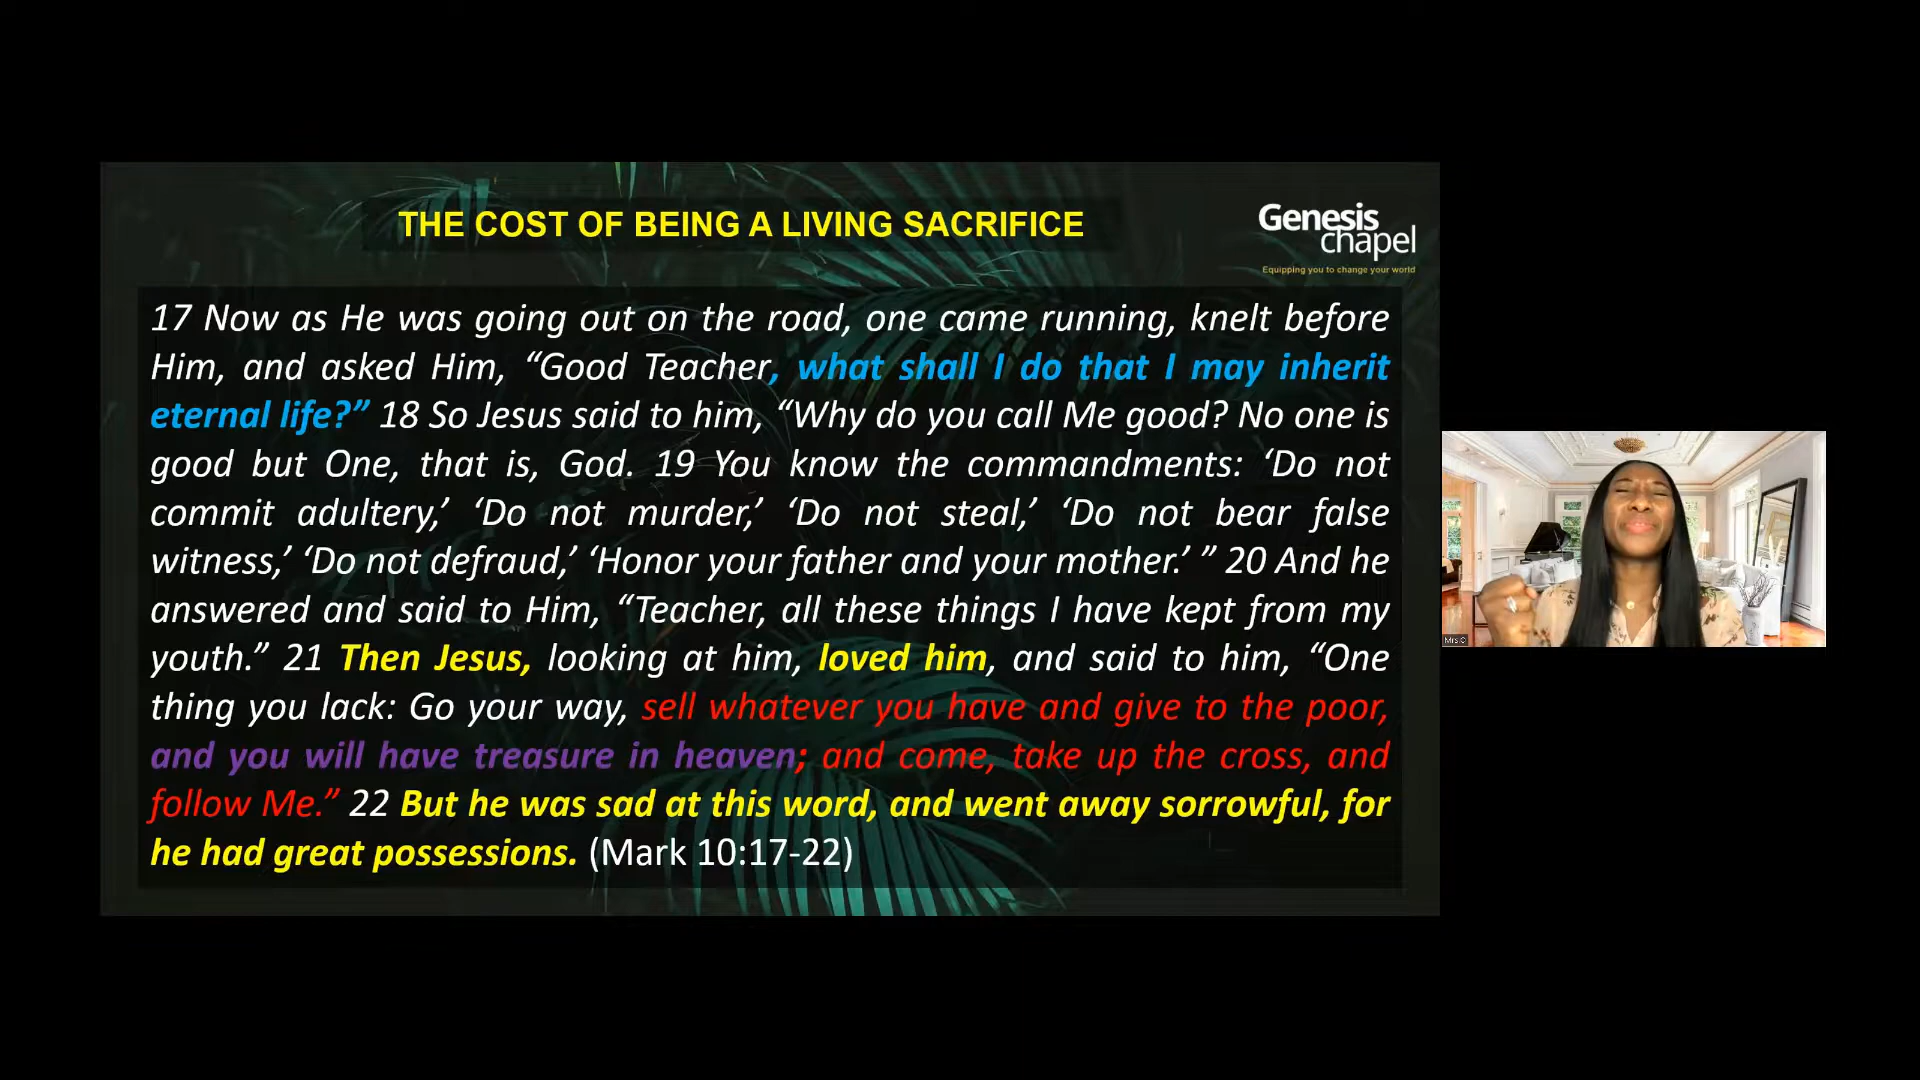 THE COST OF BEING A LIVING SACRIFICE
Genesis
chapel
Equipping you to change your world
17 Now as He was going out on the road, one came running, knelt before
Him, and asked Him, “Good Teacher, what shall I do that I may inherit
eternal life?” 18 So Jesus said to him, “Why do you call Me good? No one is
good but One, that is, God. 19 You know the commandments: ‘Do not
commit adultery,’ ‘Do not murder,’ ‘Do not steal,’ ‘Do not bear false
witness,’ ‘Do not defraud,’ ‘Honor your father and your mother.’ ” 20 And he
answered and said to Him, “Teacher, all these things I have kept from my
youth.” 21 Then Jesus, looking at him, loved him, and said to him, “One
thing you lack: Go your way, sell whatever you have and give to the poor,
and you will have treasure in heaven; and come, take up the cross, and
follow Me.” 22 But he was sad at this word, and went away sorrowful, for
he had great possessions. (Mark 10:17-22)